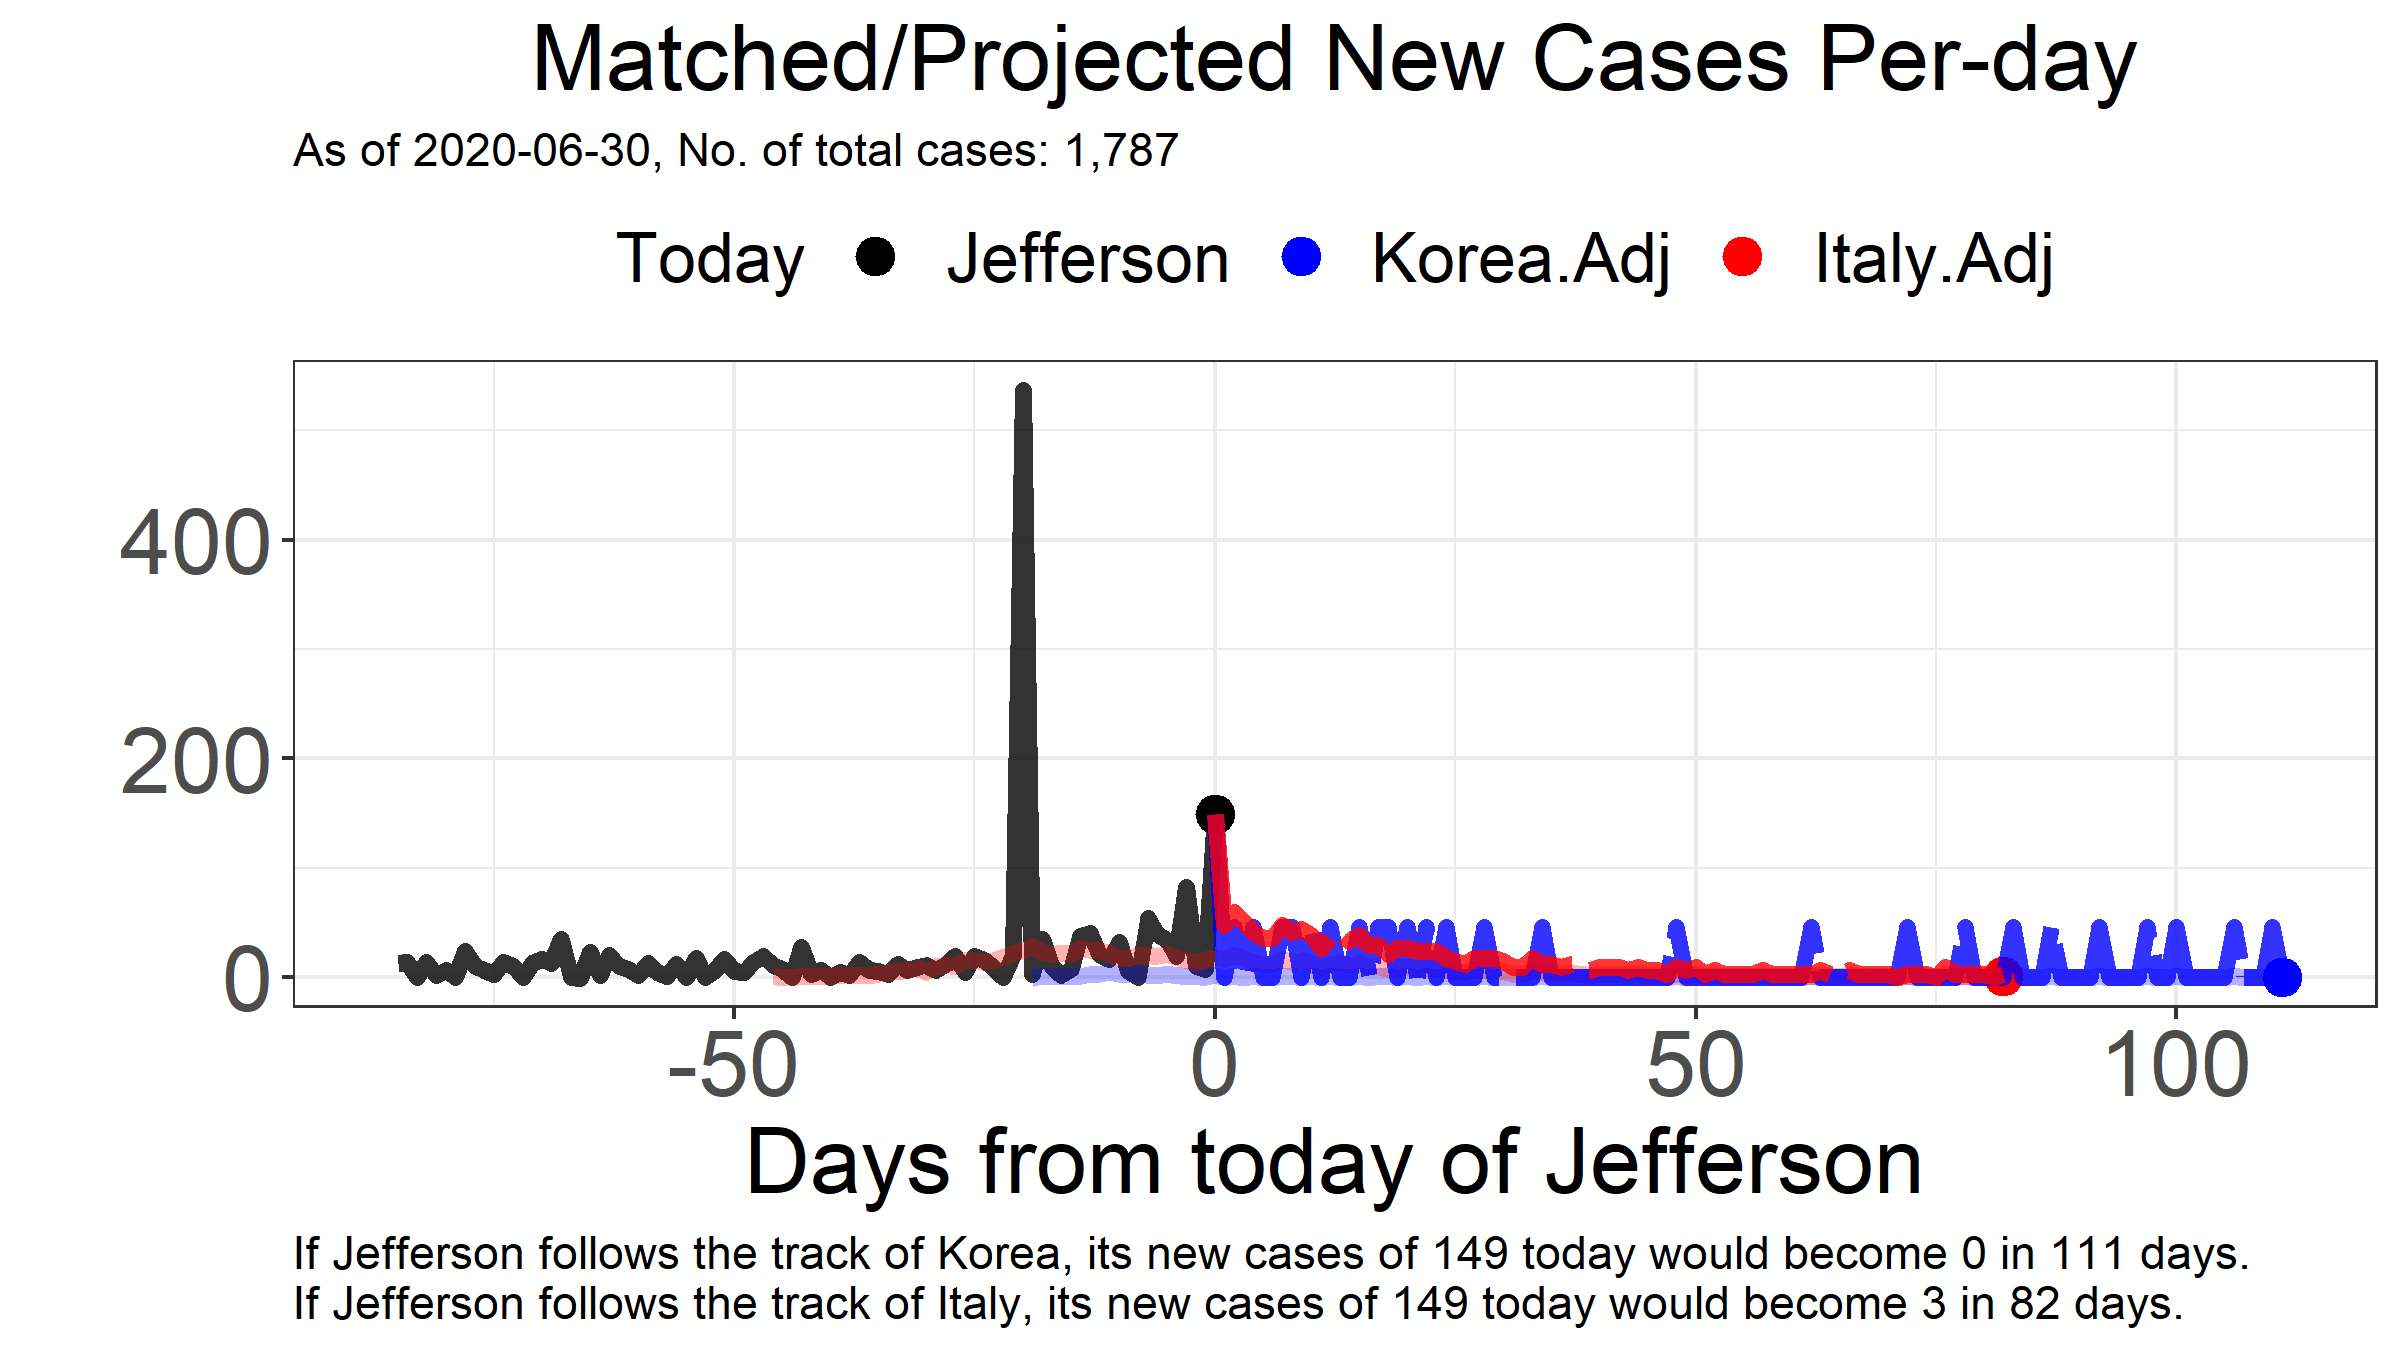 Matched/Projected New Cases Per-day
As of 2020-06-30, No. of total cases: 1,787
Today Jefferson Korea.Adj Italy.Adj
400
200
0
-50 0 50 100
Days from today of Jefferson
If Jefferson follows the track of Korea, its new cases of 149 today would become 0 in 111 days.
If Jefferson follows the track of Italy, its new cases of 149 today would become 3 in 82 days.